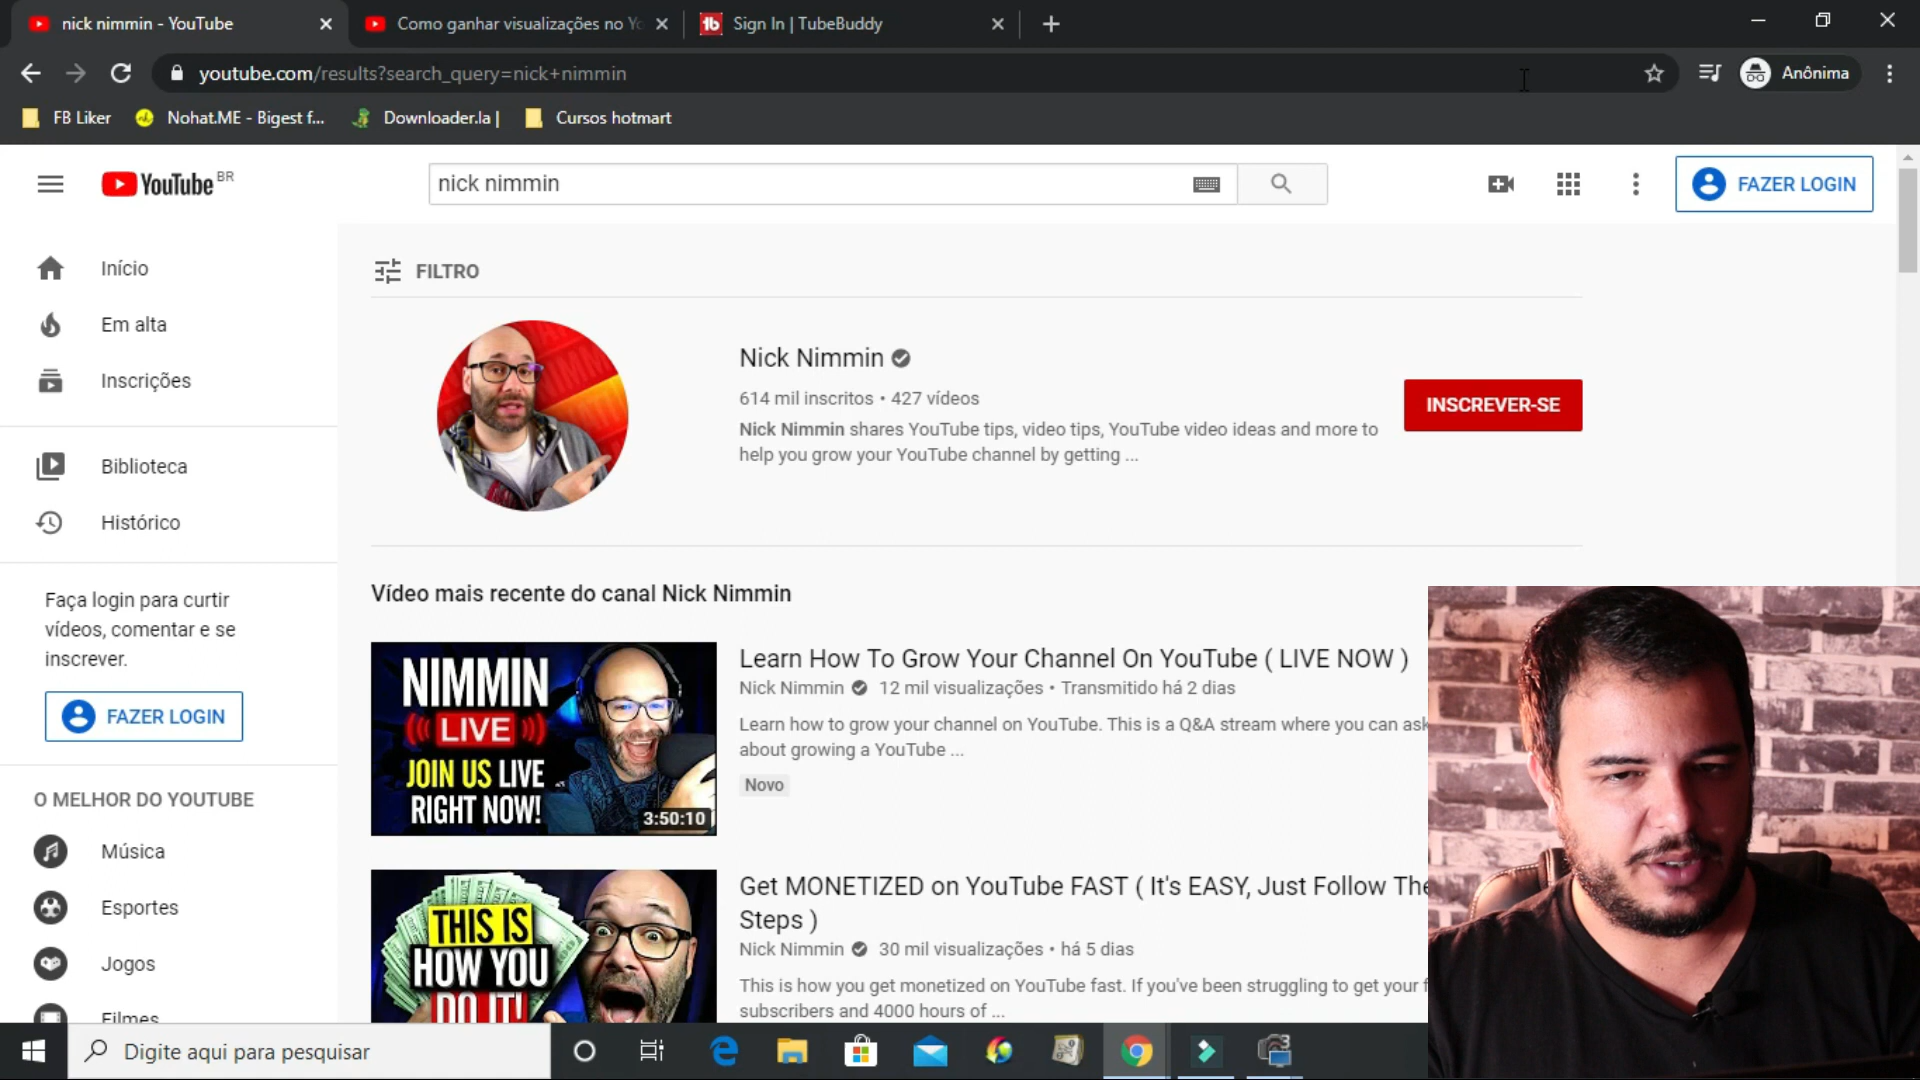 nick nimmin - YouTube
Como ganhar visualizações no Yo
Sign In | TubeBuddy
youtube.com/results?search_query=nick+nimmin
Anônima
FB Liker
Nohat.ME - Bigest f...
Downloader.la |
Cursos hotmart
YouTube BR
nick nimmin
FAZER LOGIN
Início
Em alta
Inscrições
Biblioteca
Histórico
Faça login para curtir
vídeos, comentar e se
inscrever.
FAZER LOGIN
O MELHOR DO YOUTUBE
Música
Esportes
Jogos
Filmes
FILTRO
Nick Nimmin
614 mil inscritos • 427 vídeos
Nick Nimmin shares YouTube tips, video tips, YouTube video ideas and more to
help you grow your YouTube channel by getting ...
INSCREVER-SE
Vídeo mais recente do canal Nick Nimmin
NIMMIN
LIVE
JOIN US LIVE
RIGHT NOW!
3:50:10
Learn How To Grow Your Channel On YouTube ( LIVE NOW )
Nick Nimmin 12 mil visualizações • Transmitido há 2 dias
Learn how to grow your channel on YouTube. This is a Q&A stream where you can ask
about growing a YouTube ...
Novo
THIS IS
HOW YOU
DO IT!
Get MONETIZED on YouTube FAST ( It's EASY, Just Follow The
Steps )
Nick Nimmin 30 mil visualizações • há 5 dias
This is how you get monetized on YouTube fast. If you've been struggling to get your f
subscribers and 4000 hours of ...
Digite aqui para pesquisar